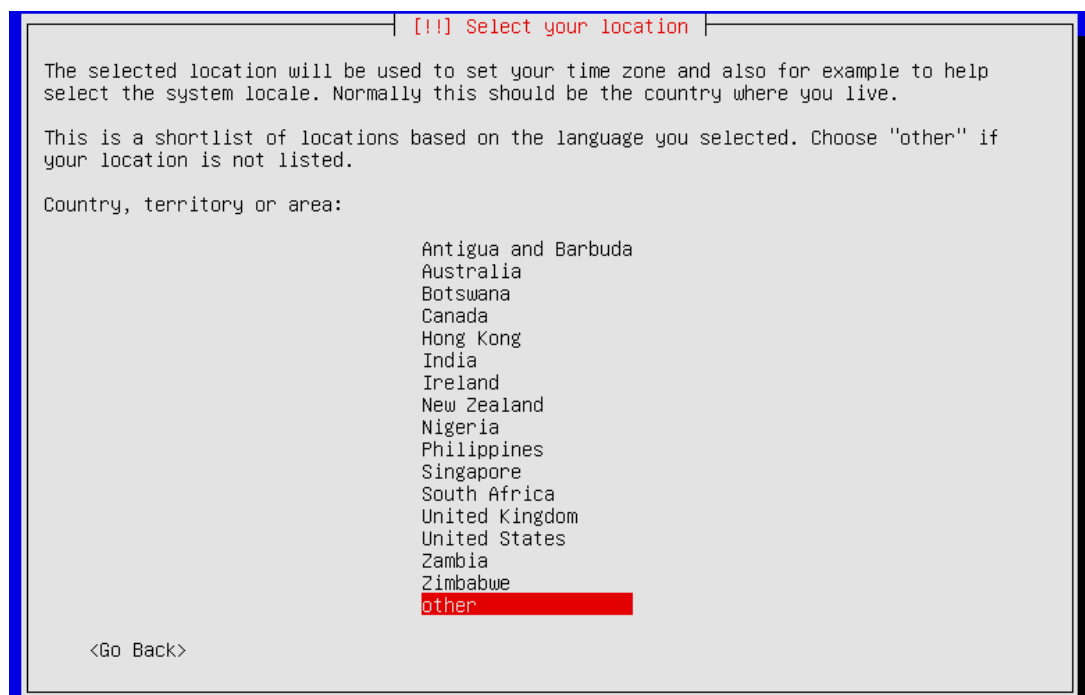 [!!] Select your location
The selected location will be used to set your time zone and also for example to help
select the system locale. Normally this should be the country where you live.
This is a shortlist of locations based on the language you selected. Choose "other" if
your location is not listed.
Country, territory or area:
Antigua and Barbuda
Australia
Botswana
Canada
Hong Kong
India
Ireland
New Zealand
Nigeria
Philippines
Singapore
South Africa
United Kingdom
United States
Zambia
Zimbabwe
other
<Go Back>